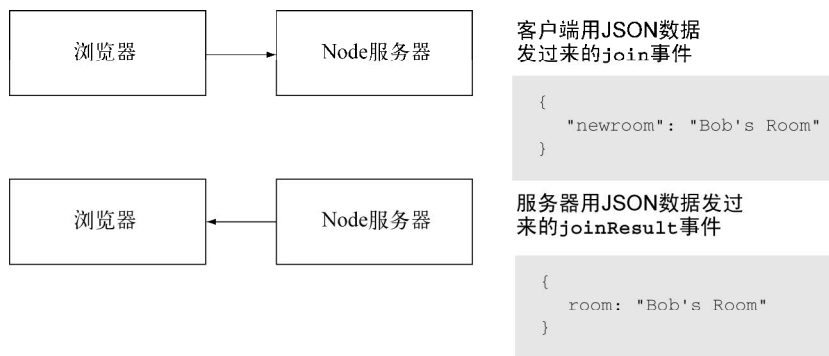 浏览器
Node服务器
客户端用JSON数据
发过来的join事件
{
"newroom": "Bob's Room"
}
浏览器
Node服务器
服务器用JSON数据发过
来的joinResult事件
{
room: "Bob's Room"
}